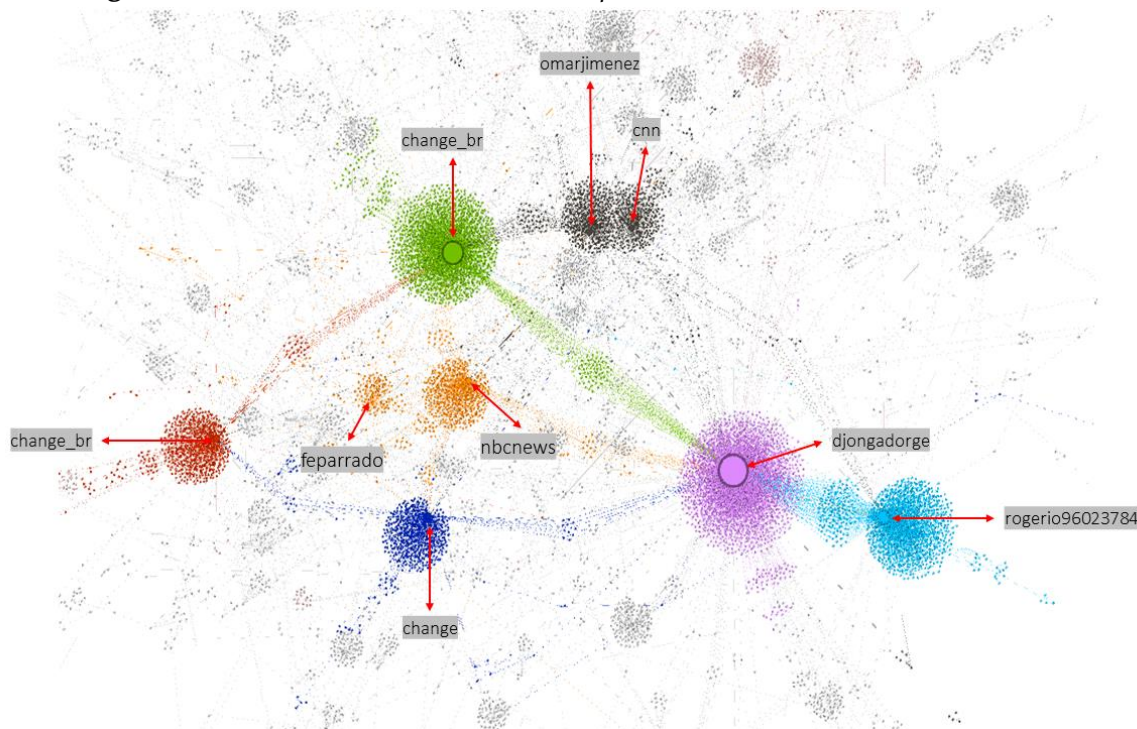 omarjimenez
cnn
change_br
change_br
feparrado
nbcnews
djongadorge
rogerio96023784
change